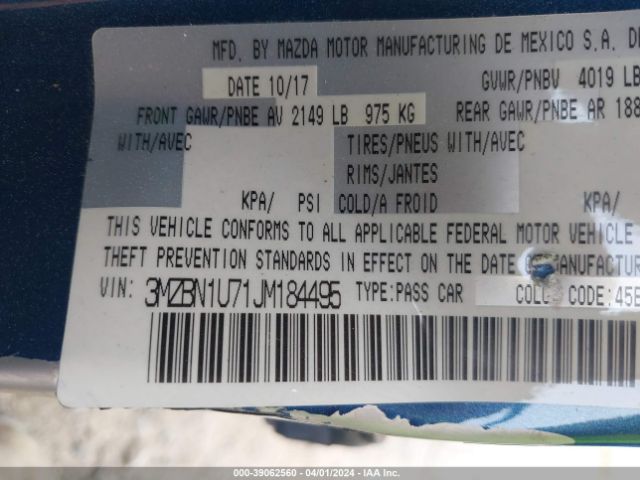 MFD. BY MAZDA MOTOR MANUFACTURING DE MEXICO S.A. DE
DATE 10/17 GVWR/PNBV 4019 LB
FRONT GAWR/PNBE AV 2149 LB 975 KG REAR GAWR/PNBE AR 188
WITH/AVEC TIRES/PNEUS WITH/AVEC
RIMS/JANTES
KPA/ PSI COLD/A FROID KPA/
THIS VEHICLE CONFORMS TO ALL APPLICABLE FEDERAL MOTOR VEHICLE
THEFT PREVENTION STANDARDS IN EFFECT ON THE DATE MANUFACTUR
VIN: 3MZBN1U71JM184495 TYPE:PASS CAR CODE:45B
000-39062560 - 04/01/2024 - IAA Inc.